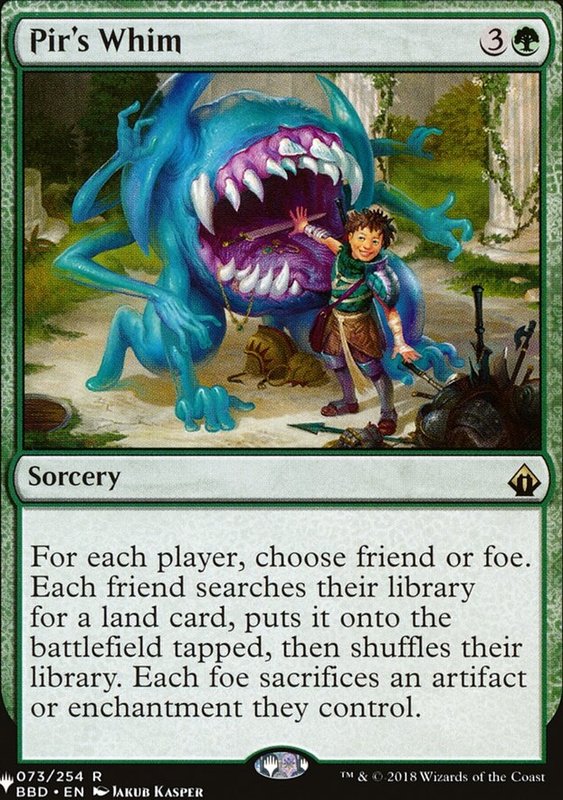 Pir's Whim 3
Sorcery
For each player, choose friend or foe.
Each friend searches their library
for a land card, puts it onto the
battlefield tapped, then shuffles their
library. Each foe sacrifices an artifact
or enchantment they control.
073/254 R
BBD • EN Jakub Kasper
™ & © 2018 Wizards of the Coast